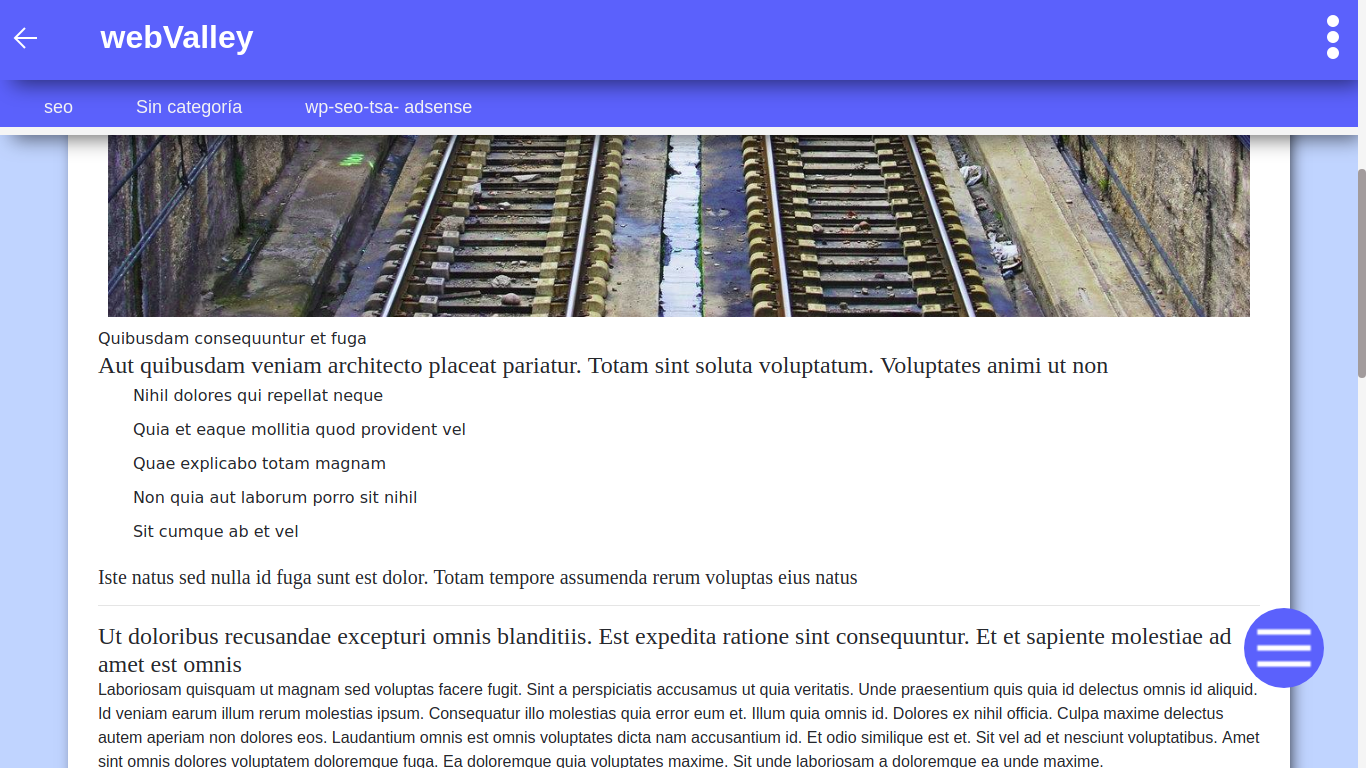 webValley
seo Sin categoría wp-seo-tsa- adsense
Quibusdam consequuntur et fuga
Aut quibusdam veniam architecto placeat pariatur. Totam sint soluta voluptatum. Voluptates animi ut non
Nihil dolores qui repellat neque
Quia et eaque mollitia quod provident vel
Quae explicabo totam magnam
Non quia aut laborum porro sit nihil
Sit cumque ab et vel
Iste natus sed nulla id fuga sunt est dolor. Totam tempore assumenda rerum voluptas eius natus
Ut doloribus recusandae excepturi omnis blanditiis. Est expedita ratione sint consequuntur. Et et sapiente molestiae ad
amet est omnis
Laboriosam quisquam ut magnam sed voluptas facere fugit. Sint a perspiciatis accusamus ut quia veritatis. Unde praesentium quis quia id delectus omnis id aliquid.
Id veniam earum illum rerum molestias ipsum. Consequatur illo molestias quia error eum et. Illum quia omnis id. Dolores ex nihil officia. Culpa maxime delectus
autem aperiam non dolores eos. Laudantium omnis est omnis voluptates dicta nam accusantium id. Et odio similique est et. Sit vel ad et nesciunt voluptatibus. Amet
sint omnis dolores voluptatem doloremque fuga. Ea doloremque quia voluptates maxime. Sit unde laboriosam a doloremque ea unde maxime.